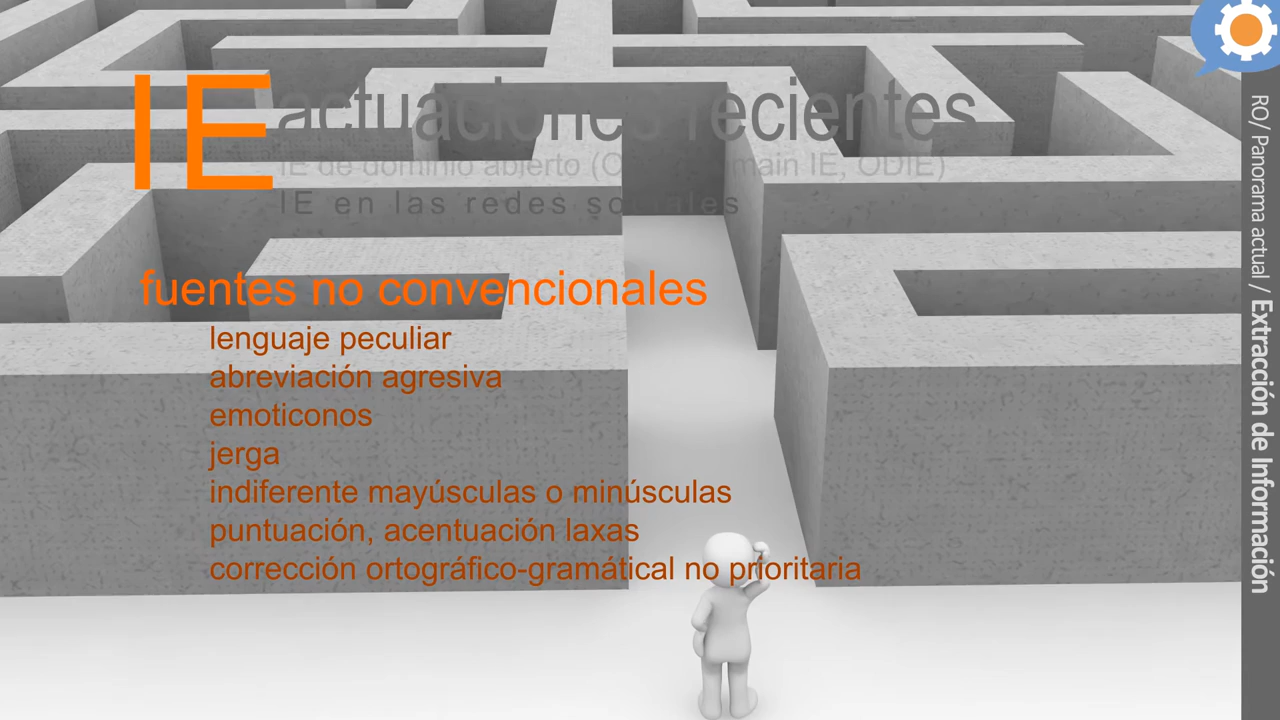 IE actuaciones recientes
IE de dominio abierto (O main IE, ODIE)
IE en las redes sociales
fuentes no convencionales
lenguaje peculiar
abreviación agresiva
emoticonos
jerga
indiferente mayúsculas o minúsculas
puntuación, acentuación laxas
corrección ortográfico-gramátical no prioritaria
RO/ Panorama actual / Extracción de Información